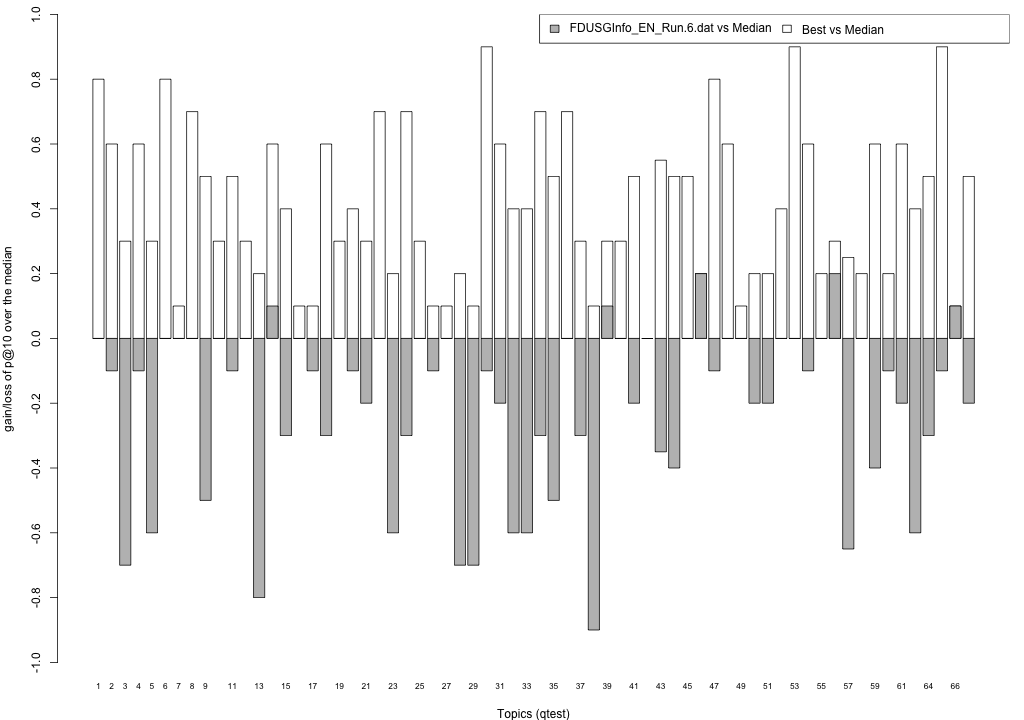 FDUSGInfo_EN_Run.6.dat vs Median Best vs Median
gain/loss of p@10 over the median
1.0
0.8
0.6
0.4
0.2
0.0
-0.2
-0.4
-0.6
-0.8
-1.0
1 2 3 4 5 6 7 8 9 11 13 15 17 19 21 23 25 27 29 31 33 35 37 39 41 43 45 47 49 51 53 55 57 59 61 64 66
Topics (qtest)